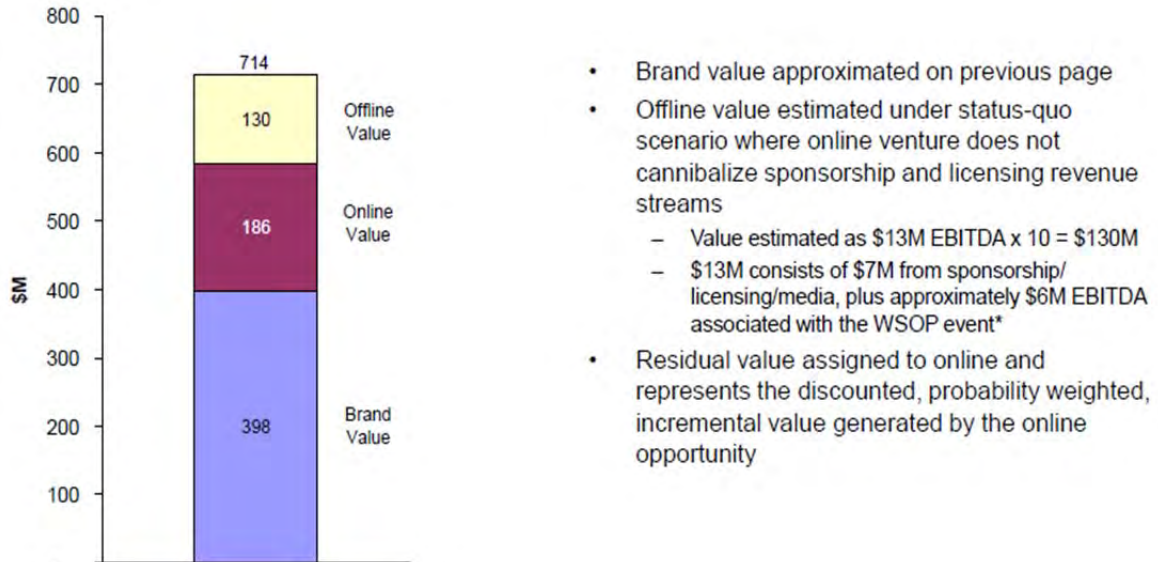 800
714
700
130
Offline
Value
600
500
186
Online
Value
$M
400
300
398
Brand
Value
200
100
• Brand value approximated on previous page
• Offline value estimated under status-quo
scenario where online venture does not
cannibalize sponsorship and licensing revenue
streams
– Value estimated as $13M EBITDA x 10 = $130M
– $13M consists of $7M from sponsorship/
licensing/media, plus approximately $6M EBITDA
associated with the WSOP event*
• Residual value assigned to online and
represents the discounted, probability weighted,
incremental value generated by the online
opportunity